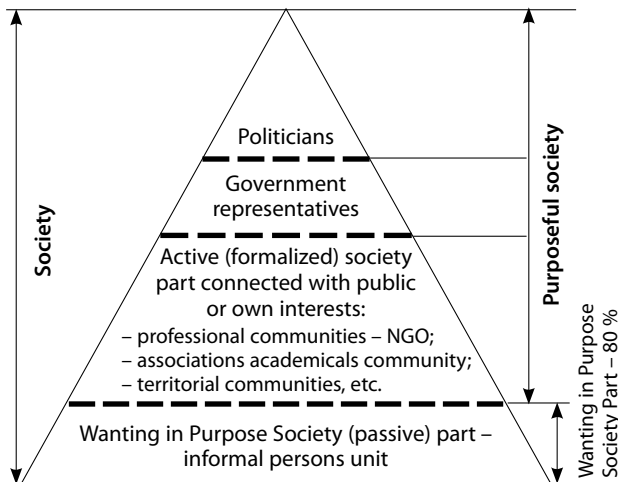 Society
Politicians
Government
representatives
Active (formalized) society
part connected with public
or own interests:
– professional communities – NGO;
– associations academicals community;
– territorial communities, etc.
Wanting in Purpose Society (passive) part –
informal persons unit
Purposeful society
Wanting in Purpose
Society Part – 80 %